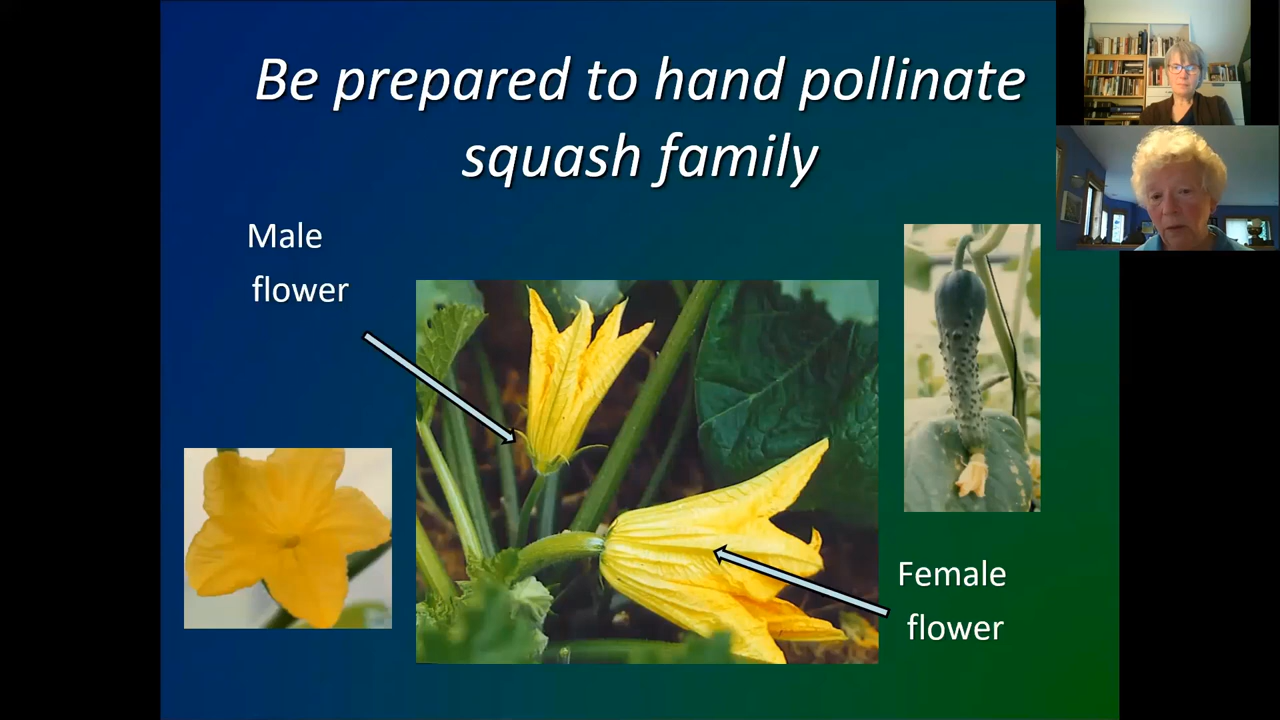 Be prepared to hand pollinate
squash family
Male
flower
Female
flower